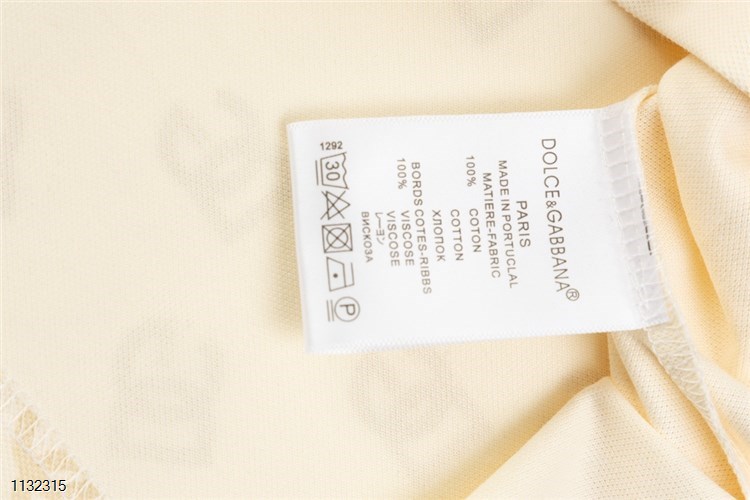 DOLCE&GABBANA®
PARIS
MADE IN PORTUCLAL
MATIERE-FABRIC
100% COTON
COTTON
ХЛОПОК
BORDS COTES-RIBBS
100% VISCOSE
VISCOSE
レーヨン
ВИСКОЗА
1292
30
P
1132315